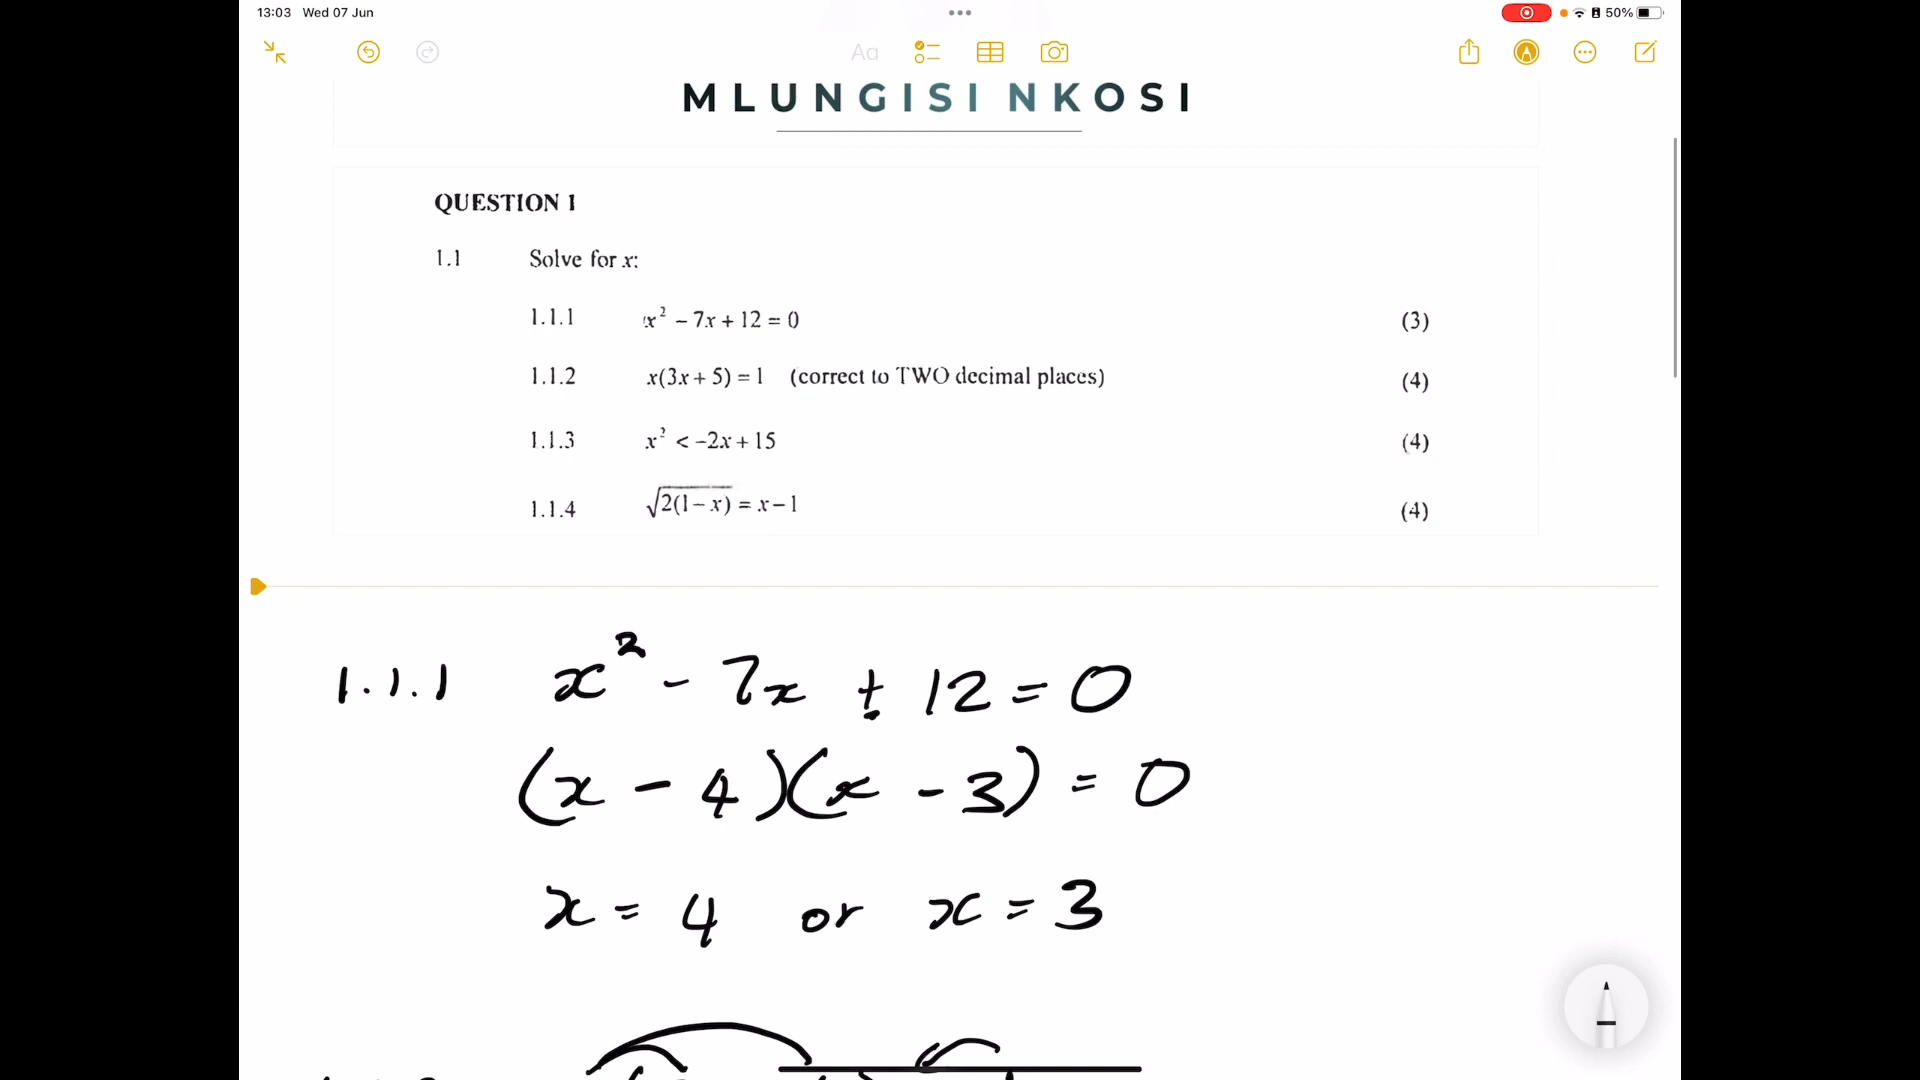 13:03 Wed 07 Jun
50%
Aa
MLUNGISI NKOSI
QUESTION 1
1.1 Solve for x:
1.1.1 x² − 7x + 12 = 0 (3)
1.1.2 x(3x + 5) = 1 (correct to TWO decimal places) (4)
1.1.3 x² < −2x + 15 (4)
1.1.4 √2(1 − x) = x − 1 (4)
1.1.1 x² - 7x + 12 = 0
(x - 4)(x - 3) = 0
x = 4 or x = 3